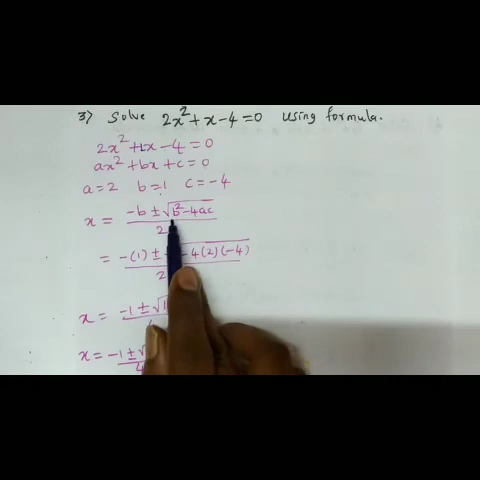 3) Solve 2x²+x-4=0 using formula.
2x²+1x-4=0
ax²+bx+c=0
a=2 b=1 c=-4
x = -b ± √b²-4ac / 2
= -(1) ± -4(2)(-4) / 2
x = -1 ± √1
x = -1 ± √ / 4